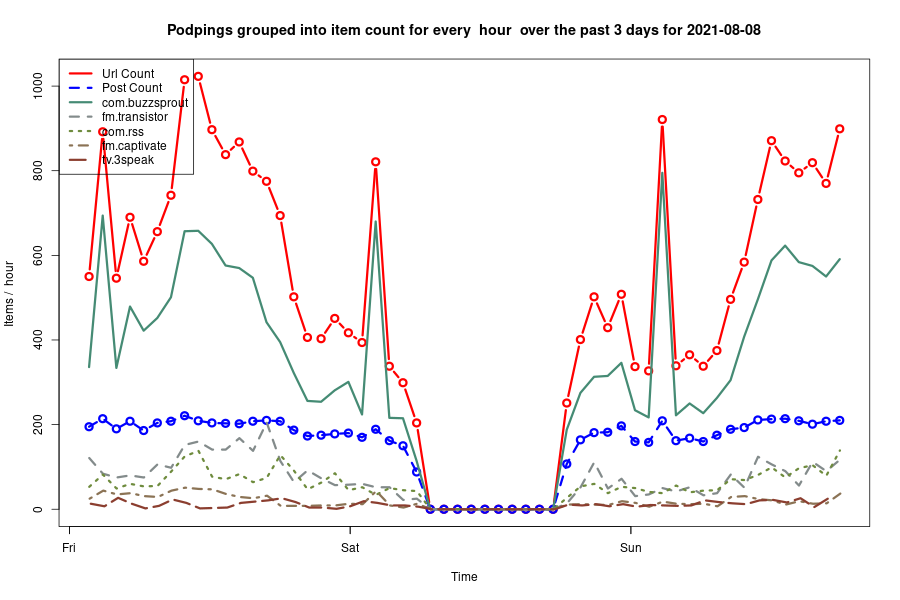 Podpings grouped into item count for every  hour  over the past 3 days for 2021-08-08
Url Count
Post Count
com.buzzsprout
fm.transistor
com.rss
fm.captivate
tv.3speak
Items /  hour
1000
800
600
400
200
0
Fri
Sat
Sun
Time